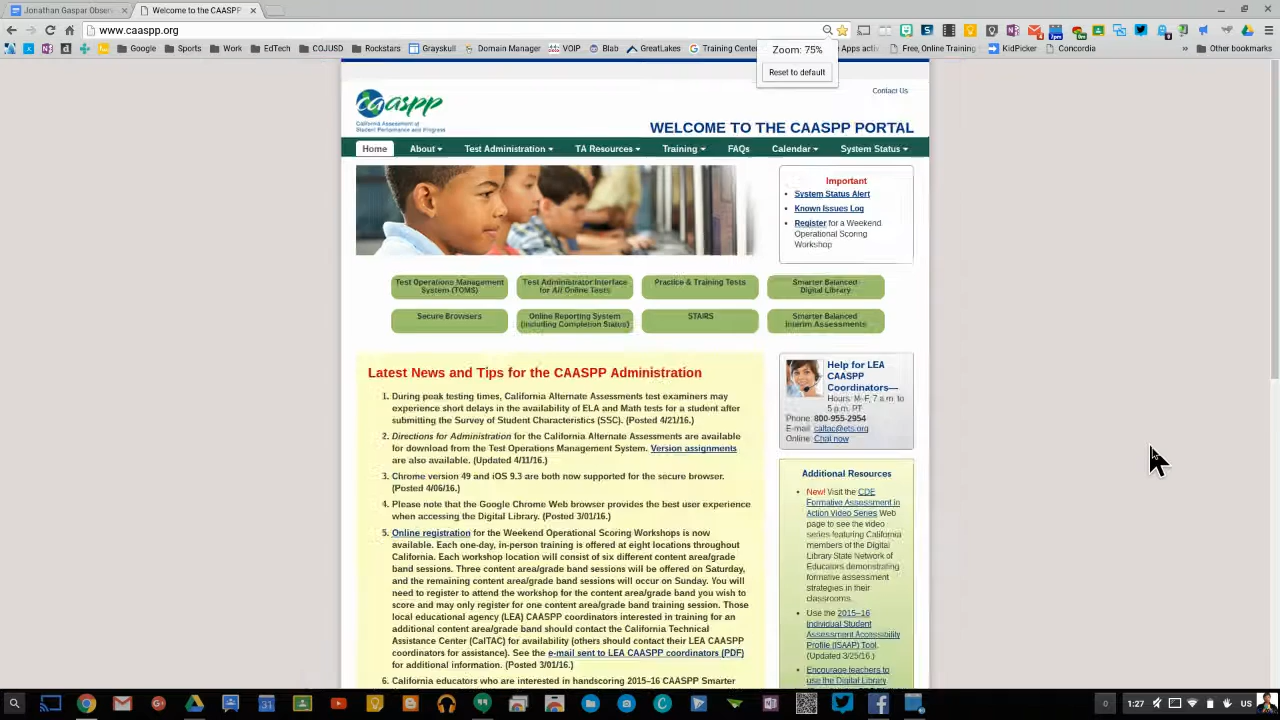 Jonathan Gaspar Obser
Welcome to the CAASPP
www.caaspp.org
Google
Sports
Work
EdTech
COJUSD
Rockstars
Grayskull
Domain Manager
VOIP
Blab
GreatLakes
Training Center
Apps activ
Free, Online Training
KidPicker
Concordia
»
Other bookmarks
Zoom: 75%
Reset to default
Contact Us
caaspp
California Assessment of
Student Performance and Progress
WELCOME TO THE CAASPP PORTAL
Home
About
Test Administration
TA Resources
Training
FAQs
Calendar
System Status
Important
System Status Alert
Known Issues Log
Register for a Weekend
Operational Scoring
Workshop
Test Operations Management
System (TOMS)
Test Administrator Interface
for All Online Tests
Practice & Training Tests
Smarter Balanced
Digital Library
Secure Browsers
Online Reporting System
(including Completion Status)
STAIRS
Smarter Balanced
Interim Assessments
Latest News and Tips for the CAASPP Administration
1. During peak testing times, California Alternate Assessments test examiners may
experience short delays in the availability of ELA and Math tests for a student after
submitting the Survey of Student Characteristics (SSC). (Posted 4/21/16.)
2. Directions for Administration for the California Alternate Assessments are available
for download from the Test Operations Management System. Version assignments
are also available. (Updated 4/11/16.)
3. Chrome version 49 and iOS 9.3 are both now supported for the secure browser.
(Posted 4/06/16.)
4. Please note that the Google Chrome Web browser provides the best user experience
when accessing the Digital Library. (Posted 3/01/16.)
5. Online registration for the Weekend Operational Scoring Workshops is now
available. Each one-day, in-person training is offered at eight locations throughout
California. Each workshop location will consist of six different content area/grade
band sessions. Three content area/grade band sessions will be offered on Saturday,
and the remaining content area/grade band sessions will occur on Sunday. You will
need to register to attend the workshop for the content area/grade band you wish to
score and may only register for one content area/grade band training session. Those
local educational agency (LEA) CAASPP coordinators interested in training for an
additional content area/grade band should contact the California Technical
Assistance Center (CalTAC) for availability (others should contact their LEA CAASPP
coordinators for assistance). See the e-mail sent to LEA CAASPP coordinators (PDF)
for additional information. (Posted 3/01/16.)
6. California educators who are interested in handscoring 2015–16 CAASPP Smarter
Help for LEA
CAASPP
Coordinators—
Hours: M–F, 7 a.m. to
5 p.m. PT
Phone: 800-955-2954
E-mail: caltac@ets.org
Online: Chat now
Additional Resources
New! Visit the CDE
Formative Assessment in
Action Video Series Web
page to see the video
series featuring California
members of the Digital
Library State Network of
Educators demonstrating
formative assessment
strategies in their
classrooms.
Use the 2015–16
Individual Student
Assessment Accessibility
Profile (ISAAP) Tool.
(Updated 3/25/16.)
Encourage teachers to
use the Digital Library
0
1:27
US